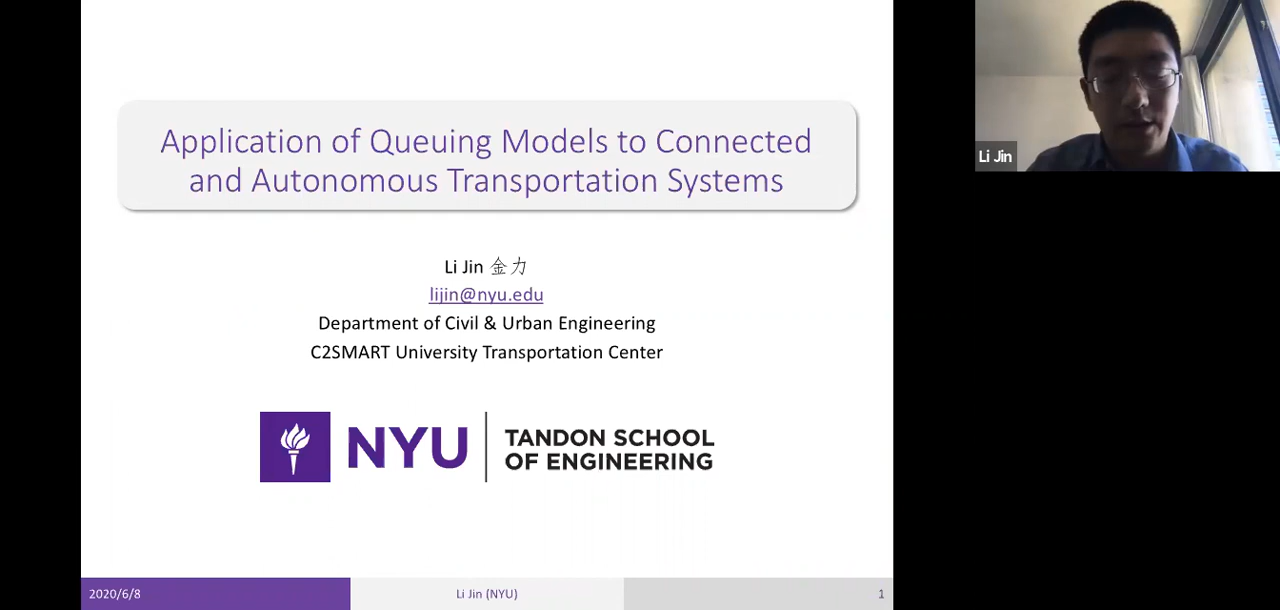 Application of Queuing Models to Connected
and Autonomous Transportation Systems
Li Jin 金力
lijin@nyu.edu
Department of Civil & Urban Engineering
C2SMART University Transportation Center
NYU
TANDON SCHOOL
OF ENGINEERING
2020/6/8
Li Jin (NYU)
1
Li Jin